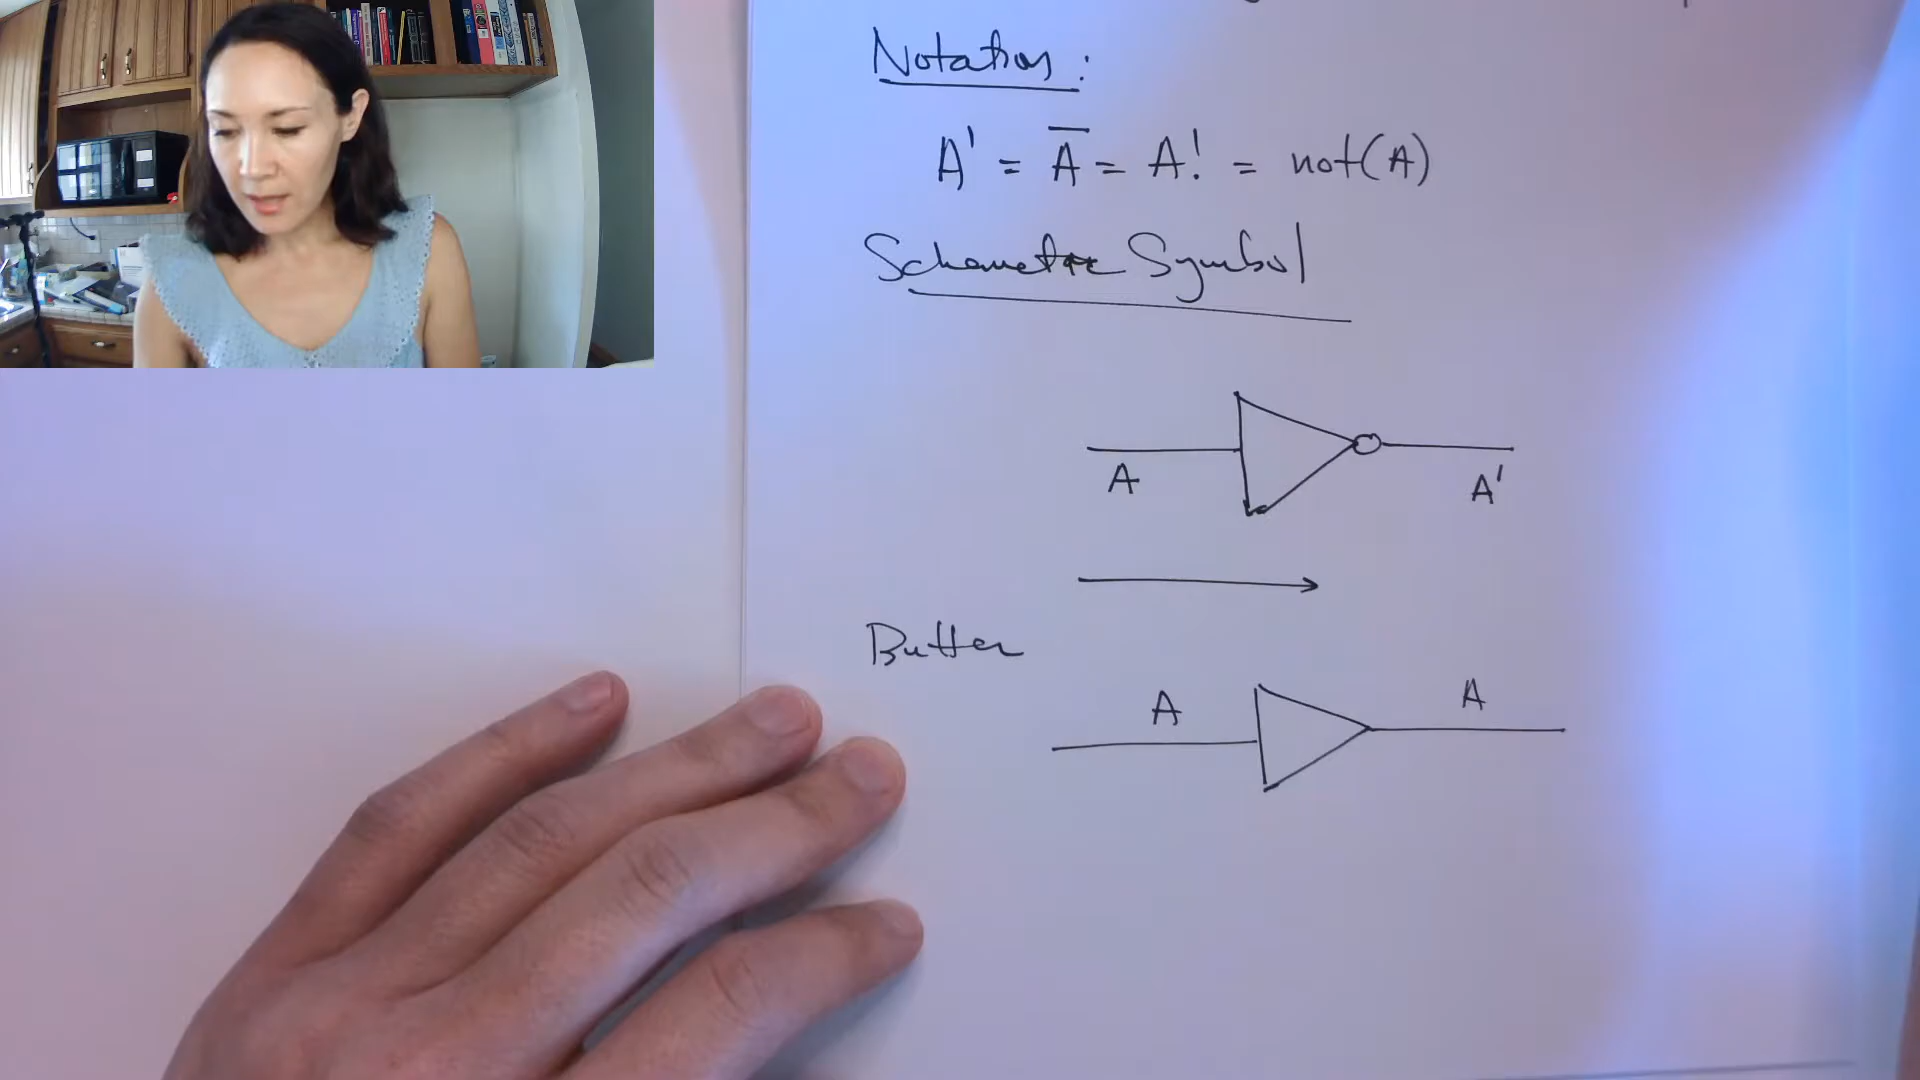 Notation:
A' = A̅ = A! = not(A)
Schematic Symbol
A A'
Buffer
A A